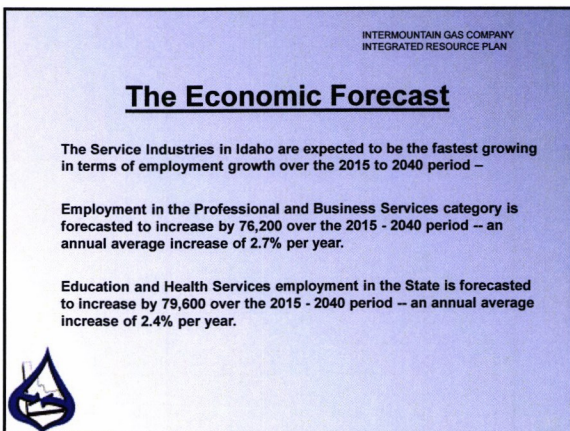 INTERMOUNTAIN GAS COMPANY
INTEGRATED RESOURCE PLAN
The Economic Forecast
The Service Industries in Idaho are expected to be the fastest growing
in terms of employment growth over the 2015 to 2040 period --
Employment in the Professional and Business Services category is
forecasted to increase by 76,200 over the 2015 - 2040 period -- an
annual average increase of 2.7% per year.
Education and Health Services employment in the State is forecasted
to increase by 79,600 over the 2015 - 2040 period -- an annual average
increase of 2.4% per year.